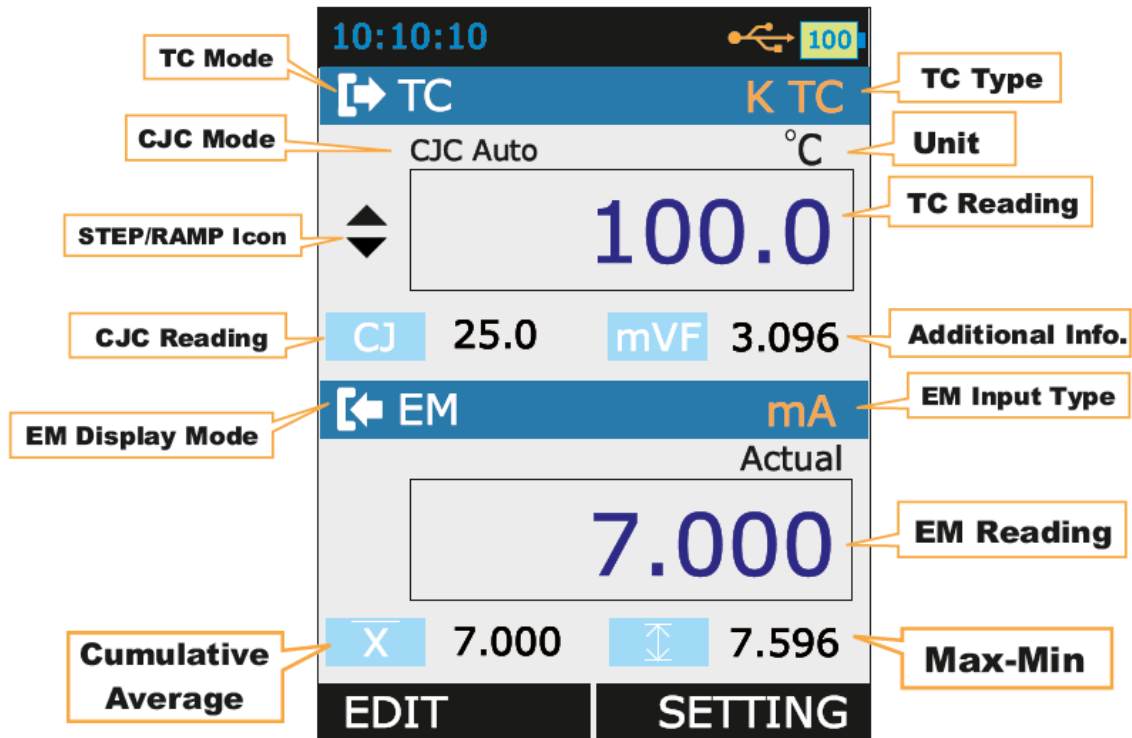 10:10:10
100
TC Mode
TC
K TC
TC Type
CJC Mode
CJC Auto
°C
Unit
STEP/RAMP Icon
100.0
TC Reading
CJC Reading
CJ
25.0
mVF
3.096
Additional Info.
EM Display Mode
EM
mA
EM Input Type
Actual
7.000
EM Reading
Cumulative
Average
X
7.000
7.596
Max-Min
EDIT
SETTING